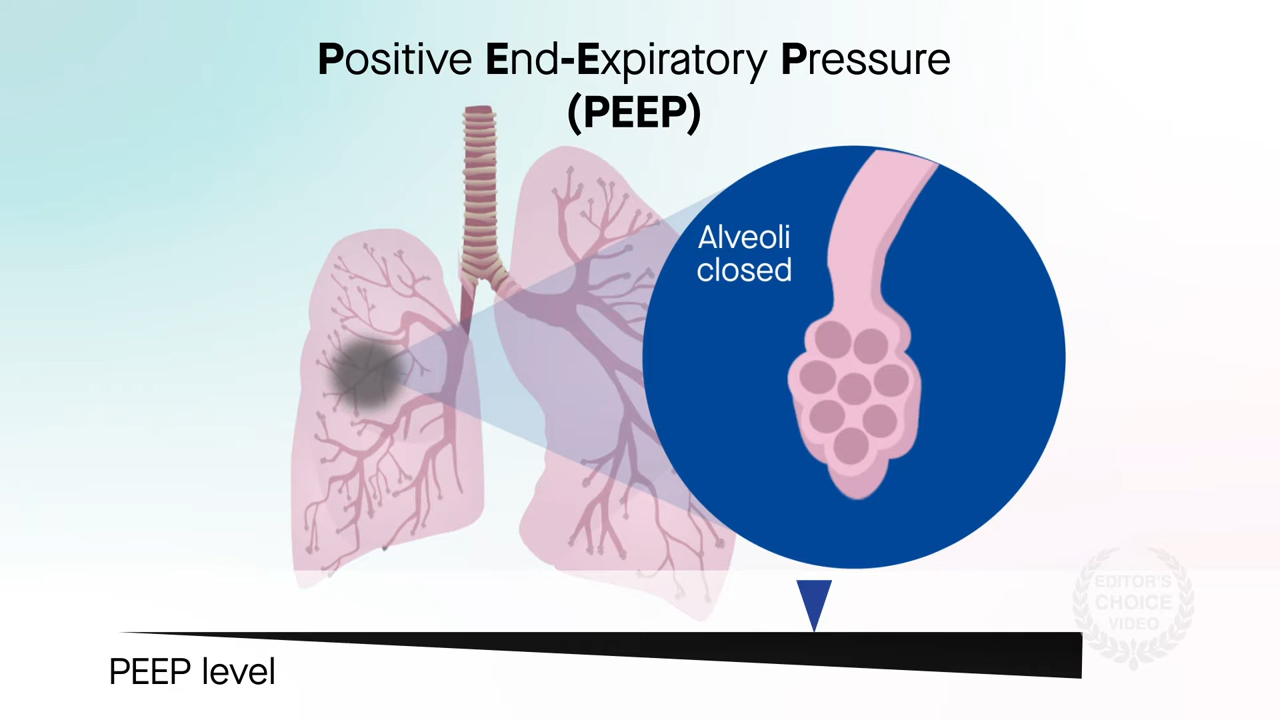 Positive End-Expiratory Pressure
(PEEP)
Alveoli
closed
EDITOR'S
CHOICE
VIDEO
PEEP level